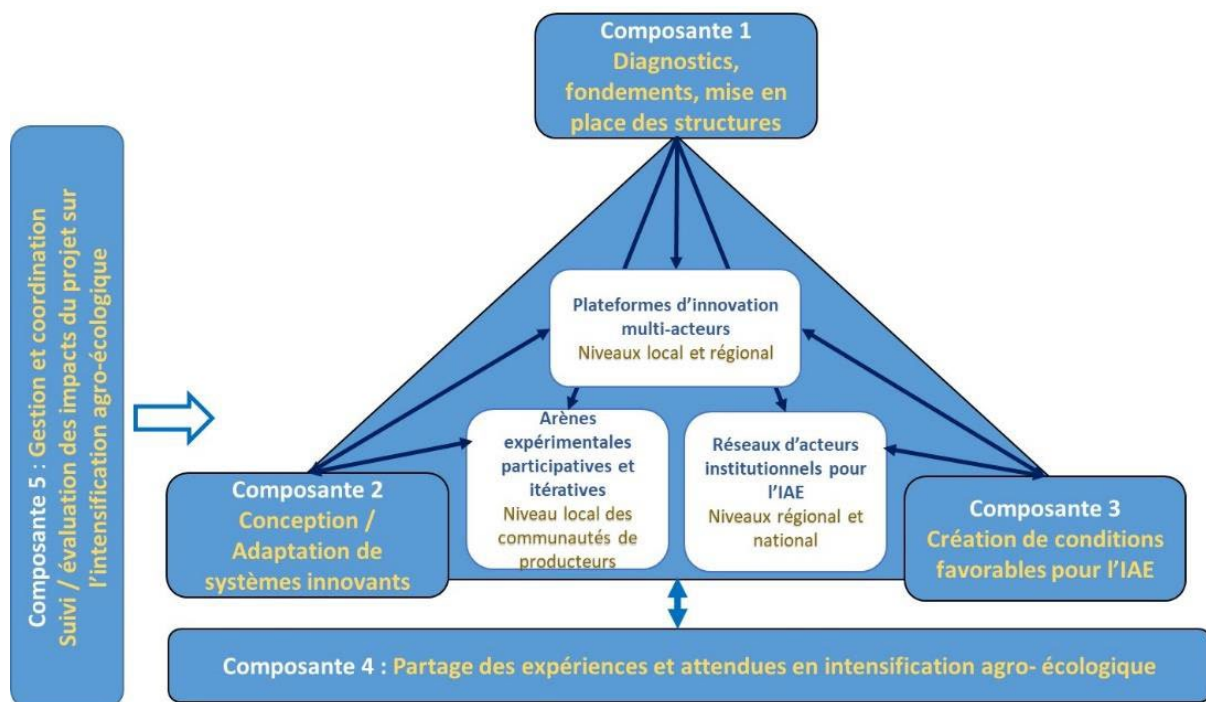 Composante 1
Diagnostics,
fondements, mise en
place des structures
Composante 5 : Gestion et coordination
Suivi / évaluation des impacts du projet sur
l'intensification agro-écologique
Plateformes d'innovation
multi-acteurs
Niveaux local et régional
Arènes
expérimentales
participatives et
itératives
Niveau local des
communautés de
producteurs
Réseaux d'acteurs
institutionnels pour
l'IAE
Niveaux régional et
national
Composante 2
Conception /
Adaptation de
systèmes innovants
Composante 3
Création de conditions
favorables pour l'IAE
Composante 4 : Partage des expériences et attendues en intensification agro- écologique